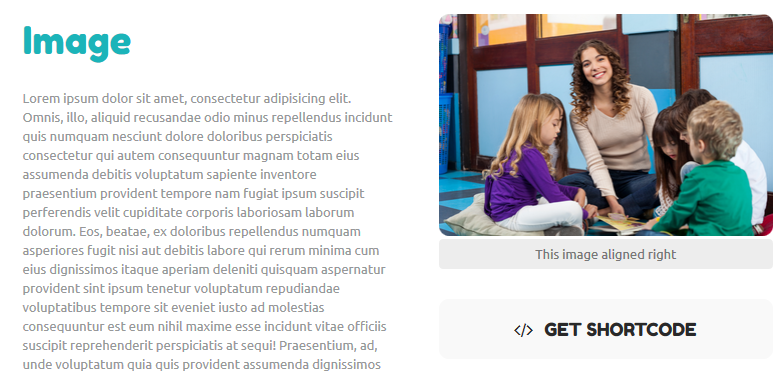 Image
Lorem ipsum dolor sit amet, consectetur adipisicing elit.
Omnis, illo, aliquid recusandae odio minus repellendus incidunt
quis numquam nesciunt dolore doloribus perspiciatis
consectetur qui autem consequuntur magnam totam eius
assumenda debitis voluptatum sapiente inventore
praesentium provident tempore nam fugiat ipsum suscipit
perferendis velit cupiditate corporis laboriosam laborum
dolorum. Eos, beatae, ex doloribus repellendus numquam
asperiores fugit nisi aut debitis labore qui rerum minima cum
eius dignissimos itaque aperiam deleniti quisquam aspernatur
provident sint ipsum tenetur voluptatum repudiandae
voluptatibus tempore sit eveniet iusto ad molestias
consequuntur est eum nihil maxime esse incidunt vitae officiis
suscipit reprehenderit perspiciatis at sequi! Praesentium, ad,
unde voluptatum quia quis provident assumenda dignissimos
This image aligned right
</> GET SHORTCODE